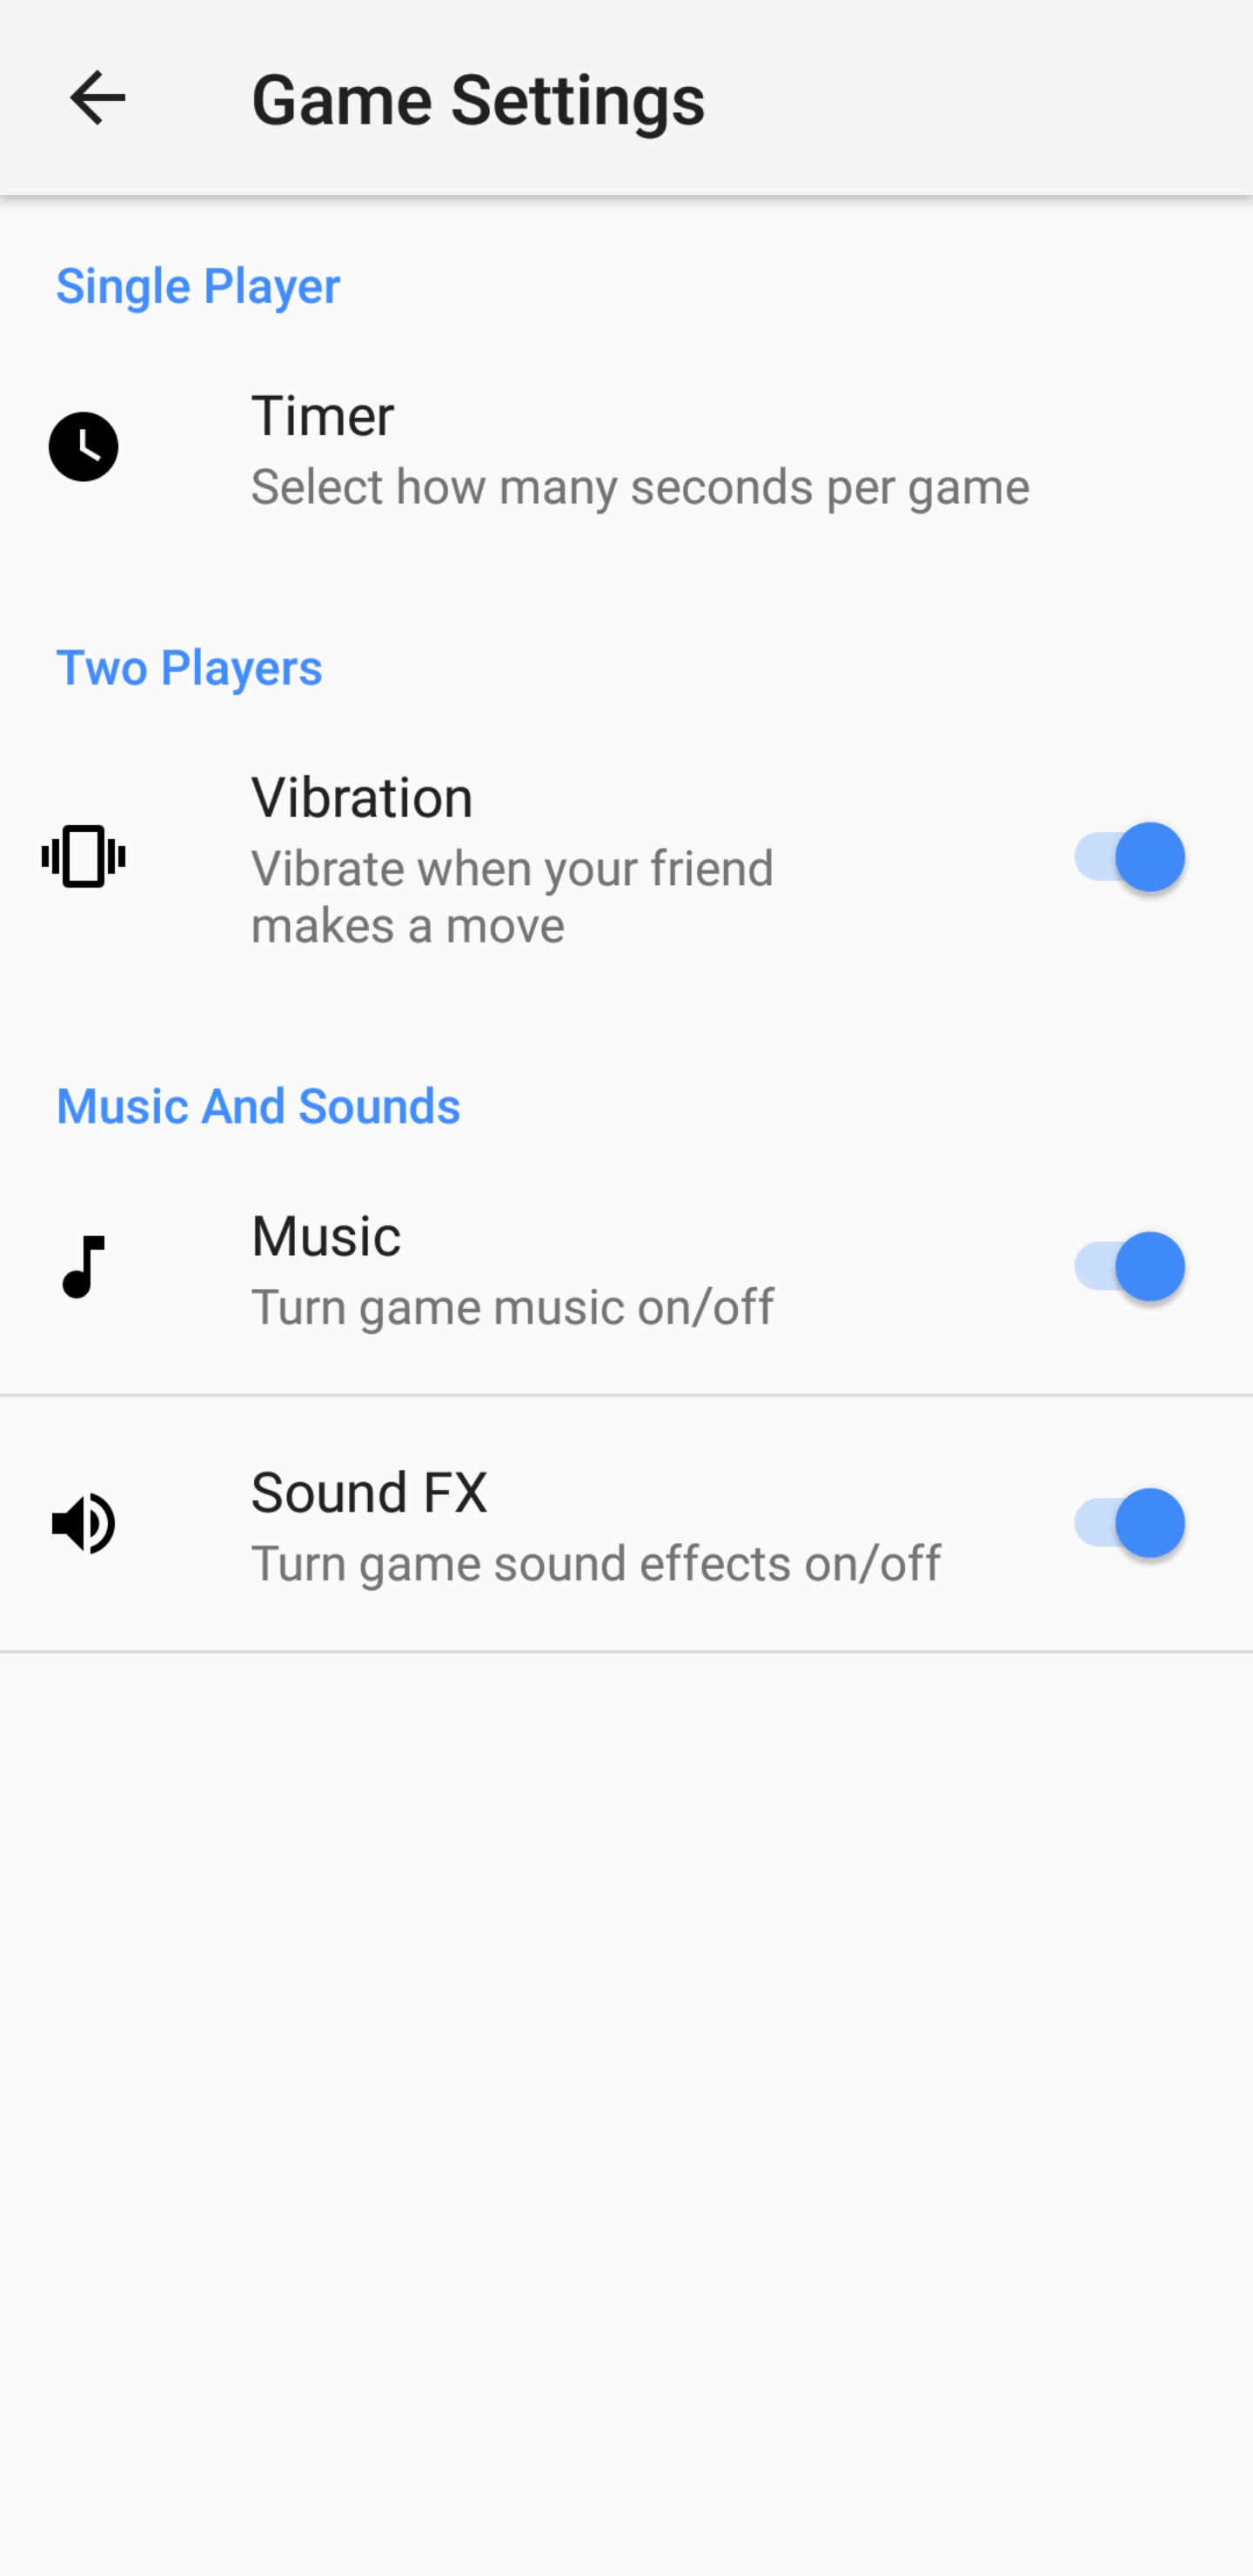 Game Settings
Single Player
Timer
Select how many seconds per game
Two Players
Vibration
Vibrate when your friend
makes a move
Music And Sounds
Music
Turn game music on/off
Sound FX
Turn game sound effects on/off